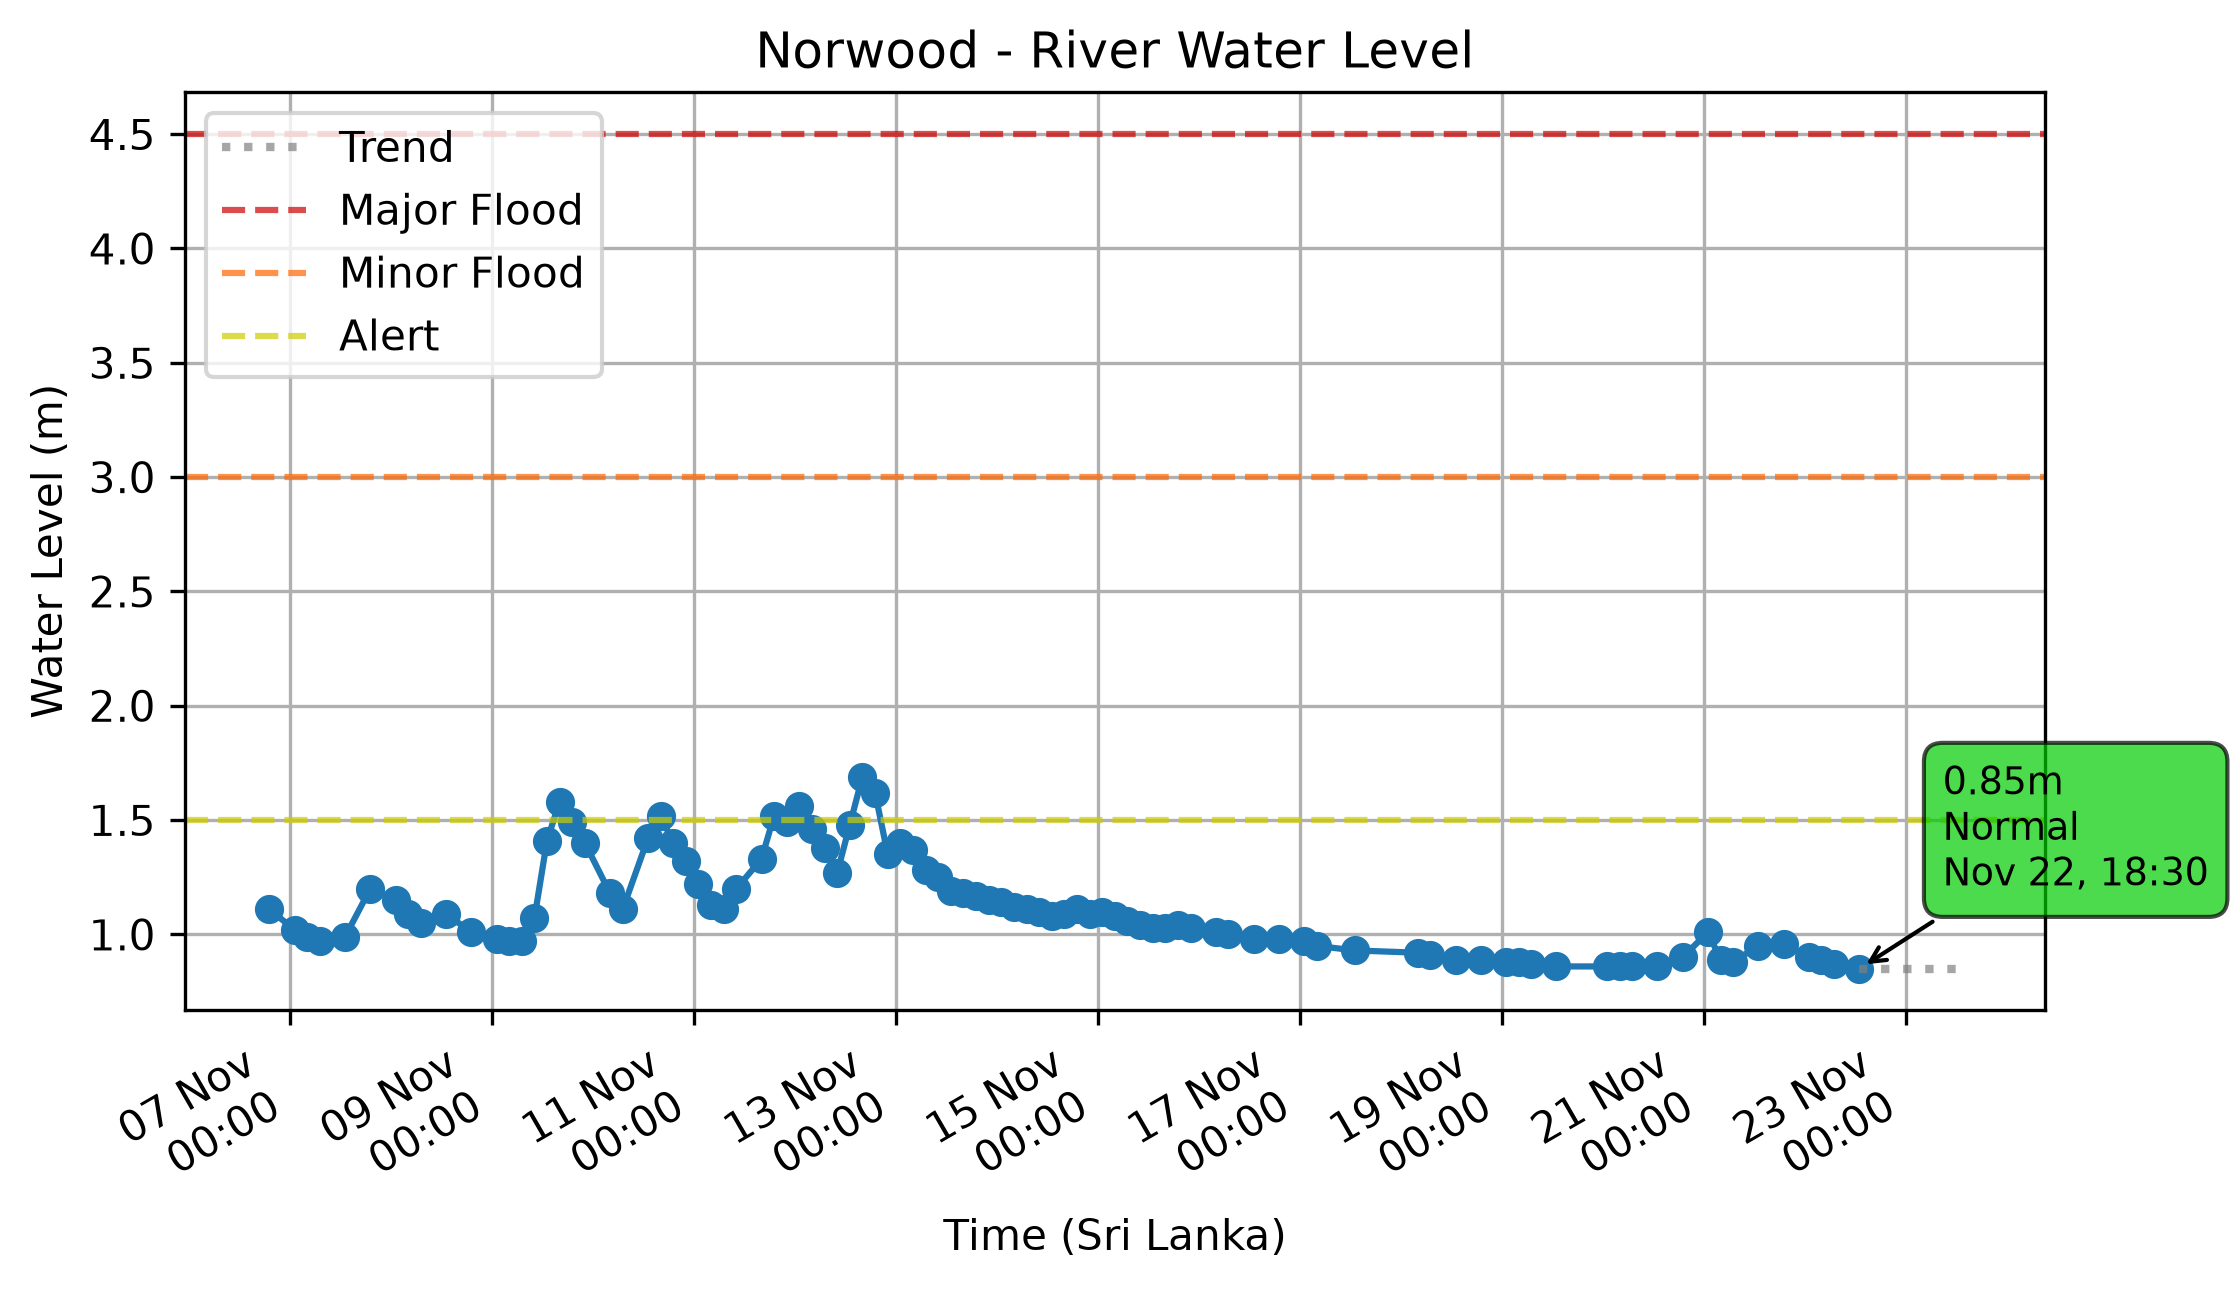 Norwood - River Water Level
Trend
Major Flood
Minor Flood
Alert
Water Level (m)
4.5
4.0
3.5
3.0
2.5
2.0
1.5
1.0
0.85m
Normal
Nov 22, 18:30
07 Nov
00:00
09 Nov
00:00
11 Nov
00:00
13 Nov
00:00
15 Nov
00:00
17 Nov
00:00
19 Nov
00:00
21 Nov
00:00
23 Nov
00:00
Time (Sri Lanka)